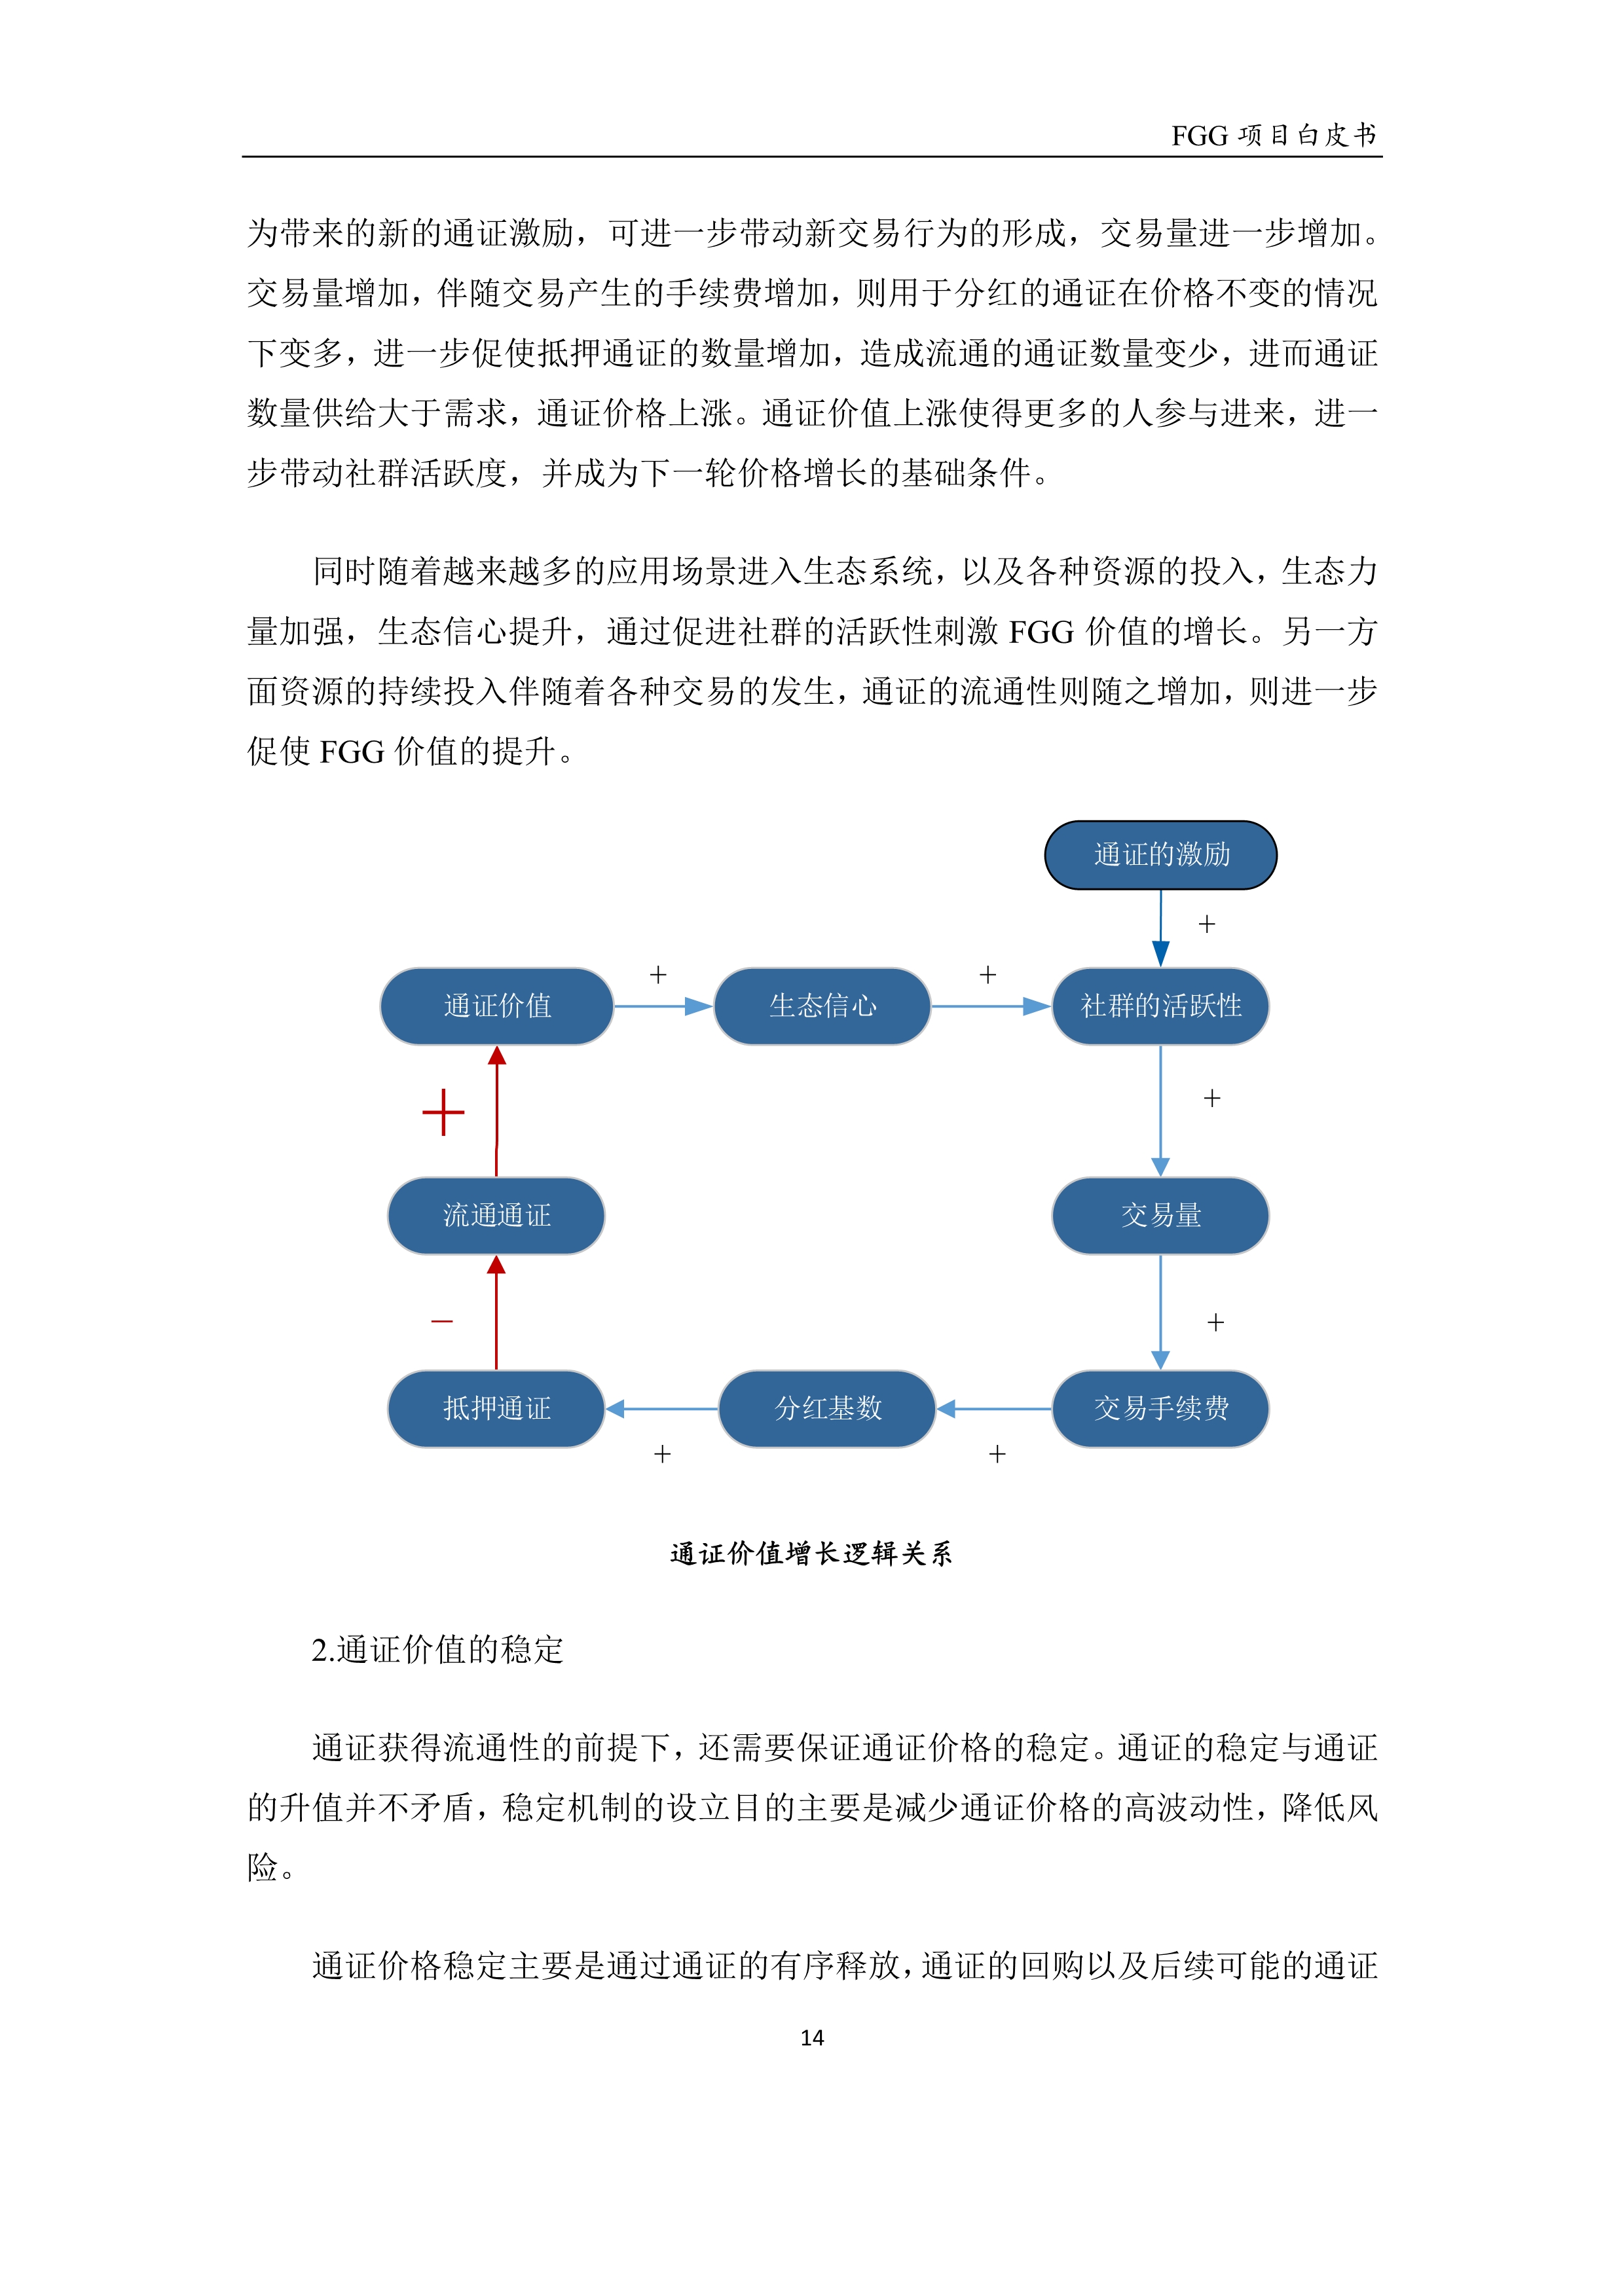 FGG 项目白皮书
为带来的新的通证激励，可进一步带动新交易行为的形成，交易量进一步增加。
交易量增加，伴随交易产生的手续费增加，则用于分红的通证在价格不变的情况
下变多，进一步促使抵押通证的数量增加，造成流通的通证数量变少，进而通证
数量供给大于需求，通证价格上涨。通证价值上涨使得更多的人参与进来，进一
步带动社群活跃度，并成为下一轮价格增长的基础条件。
同时随着越来越多的应用场景进入生态系统，以及各种资源的投入，生态力
量加强，生态信心提升，通过促进社群的活跃性刺激 FGG 价值的增长。另一方
面资源的持续投入伴随着各种交易的发生，通证的流通性则随之增加，则进一步
促使 FGG 价值的提升。
通证的激励
+
+
+
通证价值
生态信心
社群的活跃性
+
+
流通通证
交易量
—
+
抵押通证
分红基数
交易手续费
+
+
通证价值增长逻辑关系
2.通证价值的稳定
通证获得流通性的前提下，还需要保证通证价格的稳定。通证的稳定与通证
的升值并不矛盾，稳定机制的设立目的主要是减少通证价格的高波动性，降低风
险。
通证价格稳定主要是通过通证的有序释放，通证的回购以及后续可能的通证
14